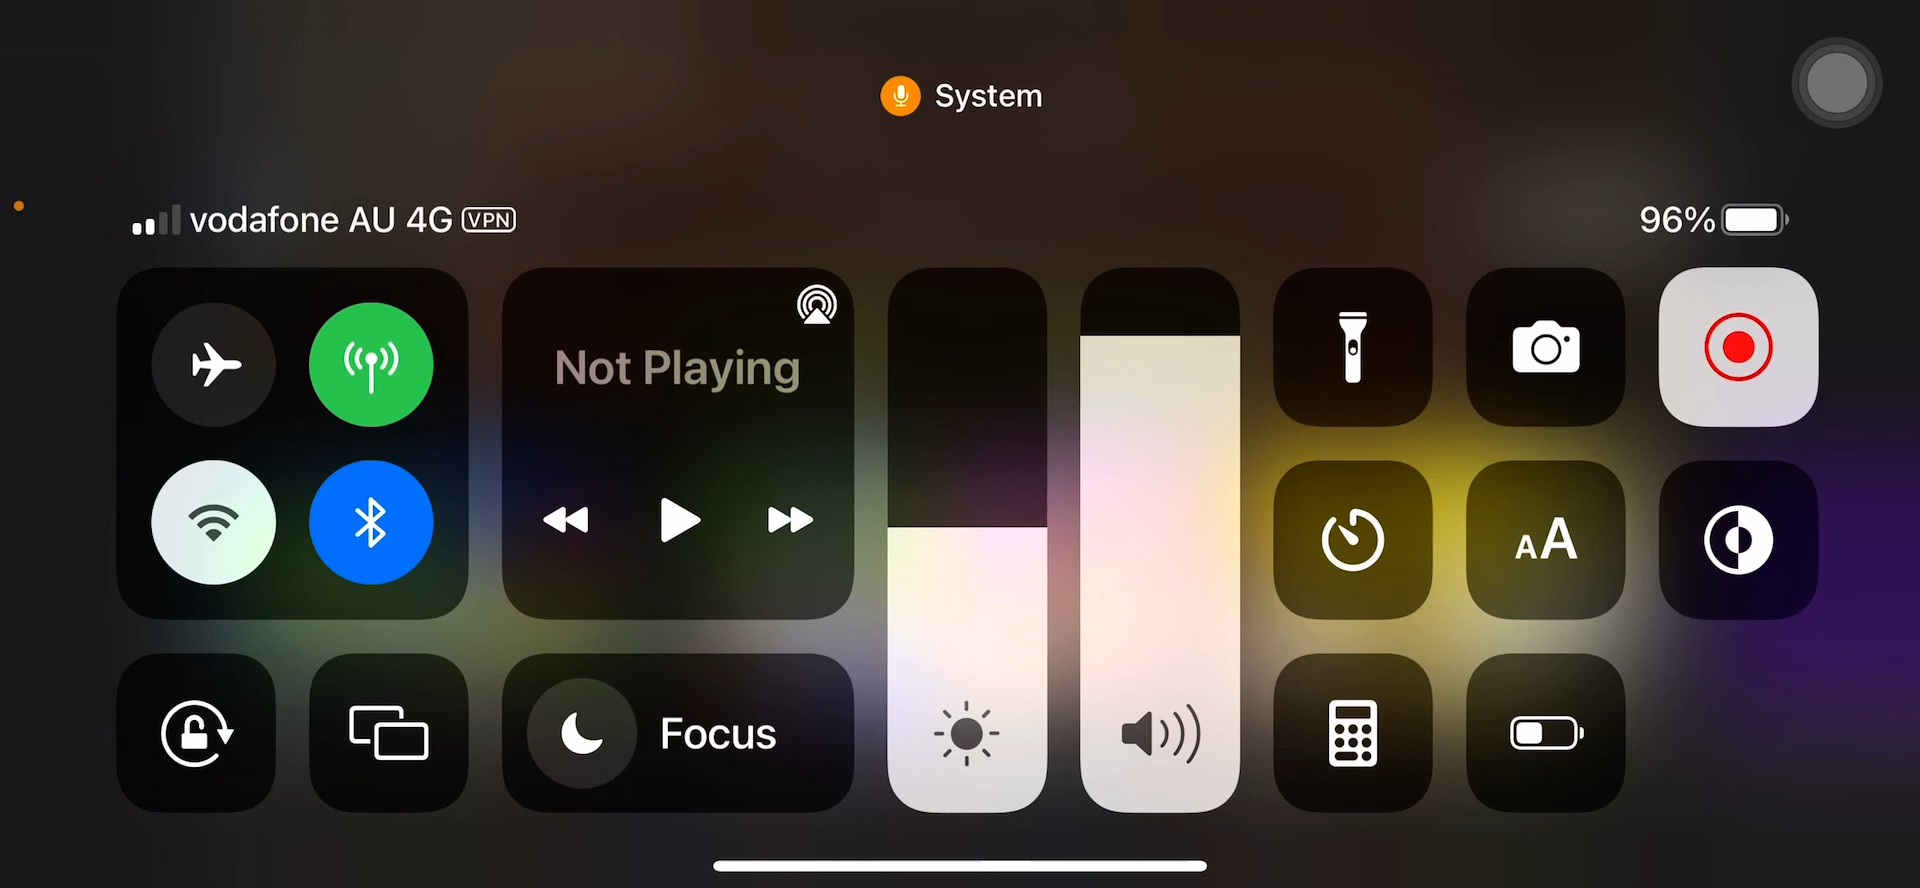 System
vodafone AU 4G VPN
96%
Not Playing
AA
Focus